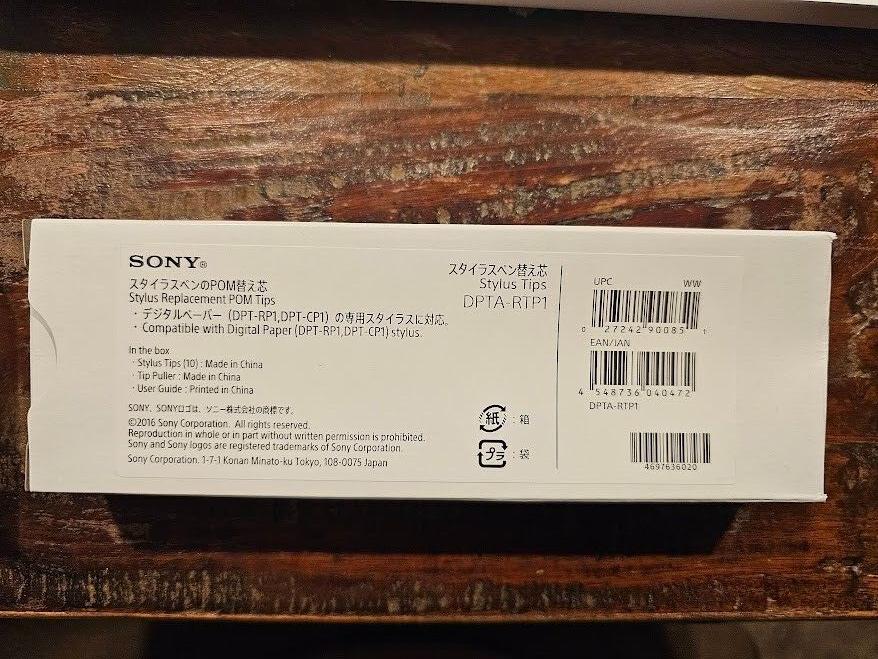 SONY®
スタイラスペンのPOM替え芯
Stylus Replacement POM Tips
・デジタルペーパー（DPT-RP1,DPT-CP1）の専用スタイラスに対応。
・Compatible with Digital Paper (DPT-RP1,DPT-CP1) stylus.
In the box
・Stylus Tips (10) : Made in China
・Tip Puller : Made in China
・User Guide : Printed in China
SONY、SONYロゴは、ソニー株式会社の商標です。
©2016 Sony Corporation. All rights reserved.
Reproduction in whole or in part without written permission is prohibited.
Sony and Sony logos are registered trademarks of Sony Corporation.
Sony Corporation. 1-7-1 Konan Minato-ku Tokyo, 108-0075 Japan
スタイラスペン替え芯
Stylus Tips
DPTA-RTP1
紙 : 箱
プラ : 袋
UPC WW
0 27242 90085 1
EAN/JAN
4 548736 040472
DPTA-RTP1
4697636020